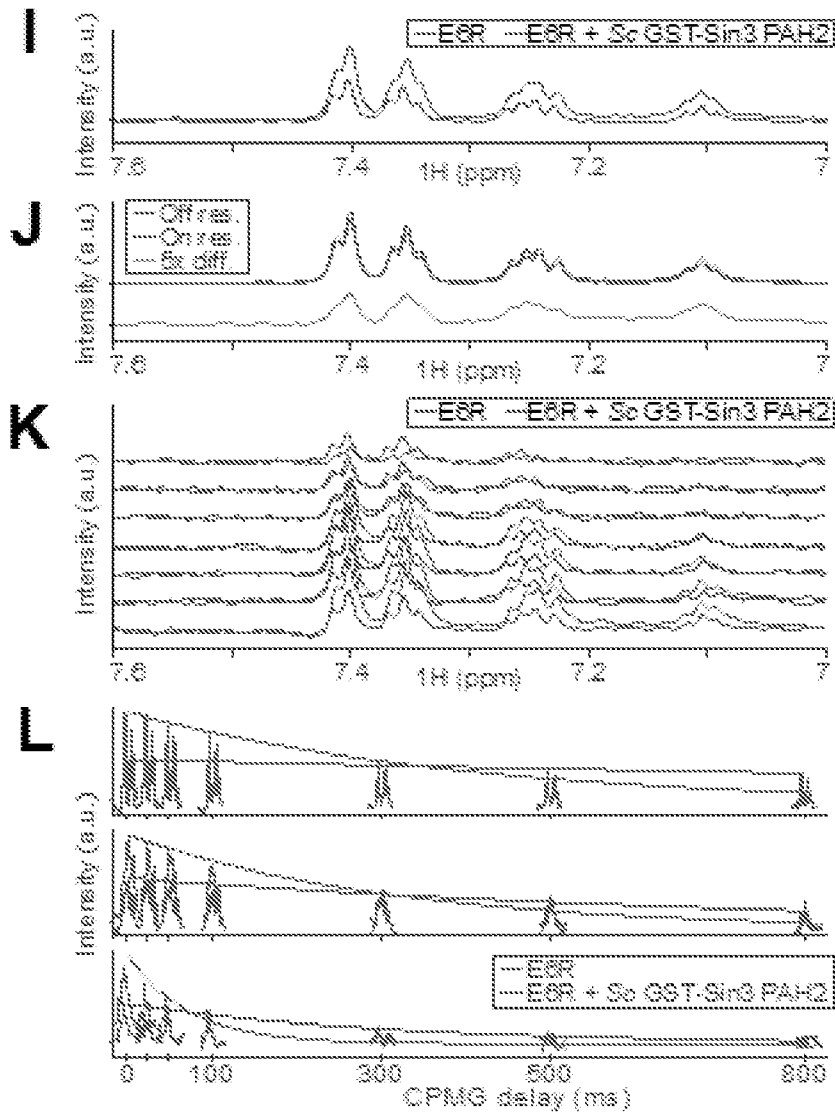 I
E6R E6R + Sc GST-Sin3 PAH2
Intensity (a.u.)
7.6 7.4 7.2 7
1H (ppm)
J
Off res.
On res.
5x diff.
Intensity (a.u.)
7.6 7.4 7.2 7
1H (ppm)
K
E6R E6R + Sc GST-Sin3 PAH2
Intensity (a.u.)
7.6 7.4 7.2 7
1H (ppm)
L
Intensity (a.u.)
E6R
E6R + Sc GST-Sin3 PAH2
0 100 300 500 800
CPMG delay (ms)